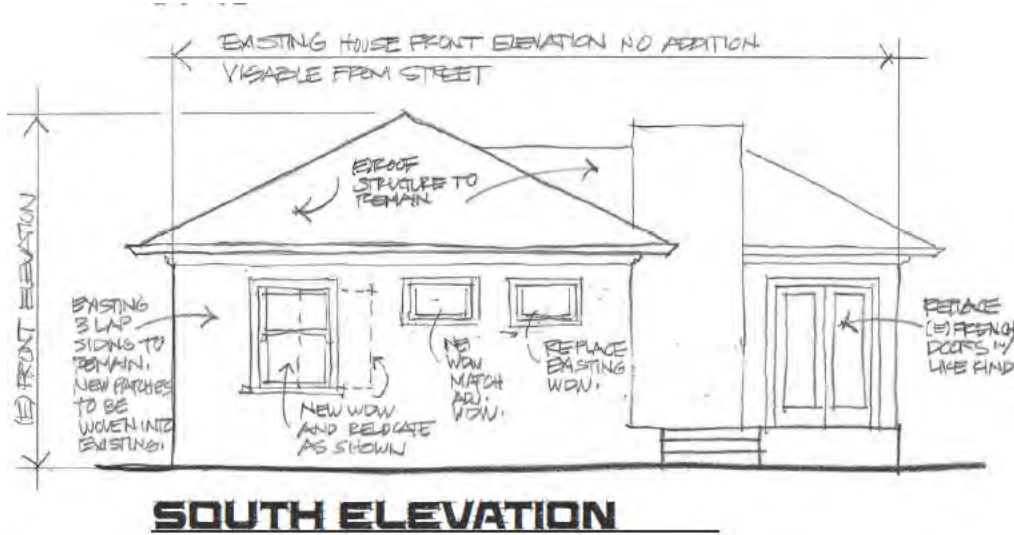 EXISTING HOUSE FRONT ELEVATION NO ADDITION
VISABLE FROM STREET
(E) ROOF
STRUCTURE TO
REMAIN
(E) FRONT ELEVATION
EXISTING
3 LAP
SIDING TO
REMAIN.
NEW PATCHES
TO BE
WOVEN INTO
EXISTING.
NEW WDW
AND RELOCATE
AS SHOWN
WDW
MATCH
ADJ.
WDW.
REPLACE
EXISTING
WDW.
REPLACE
(E) FRENCH
DOORS W/
LIKE KIND
SOUTH ELEVATION